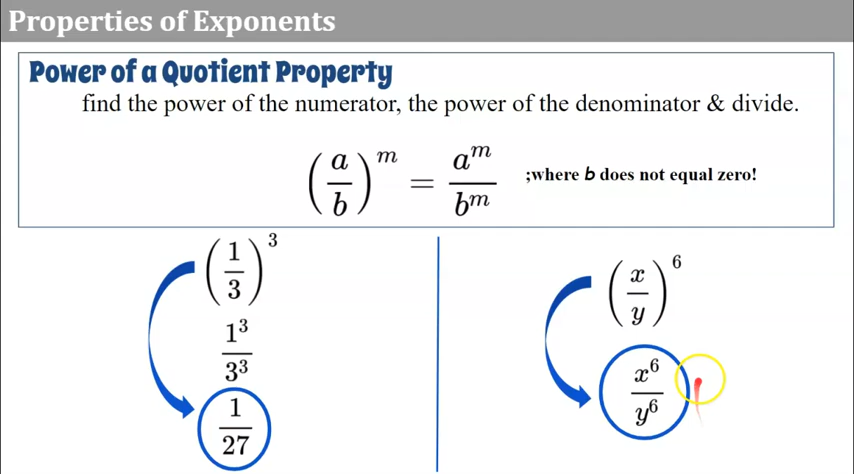 Properties of Exponents
Power of a Quotient Property
find the power of the numerator, the power of the denominator & divide.
(a/b)^m = a^m/b^m ;where b does not equal zero!
(1/3)^3
1^3/3^3
1/27
(x/y)^6
x^6/y^6